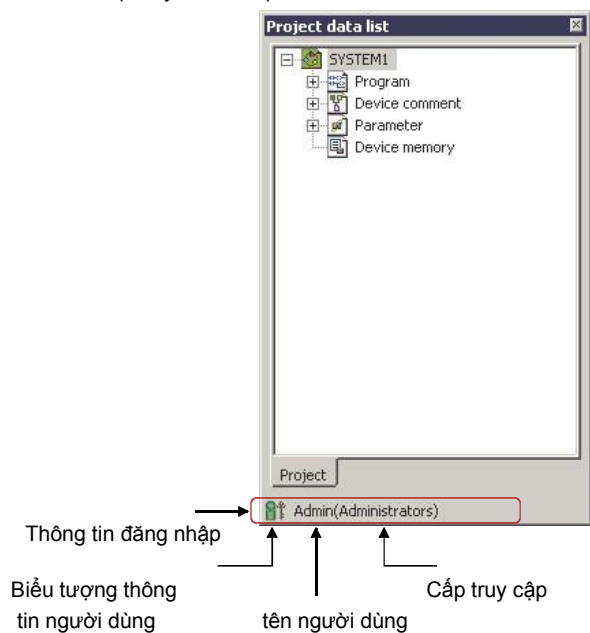 Project data list
SYSTEM1
Program
Device comment
Parameter
Device memory
Project
Admin(Administrators)
Thông tin đăng nhập
Biểu tượng thông
tin người dùng
tên người dùng
Cấp truy cập